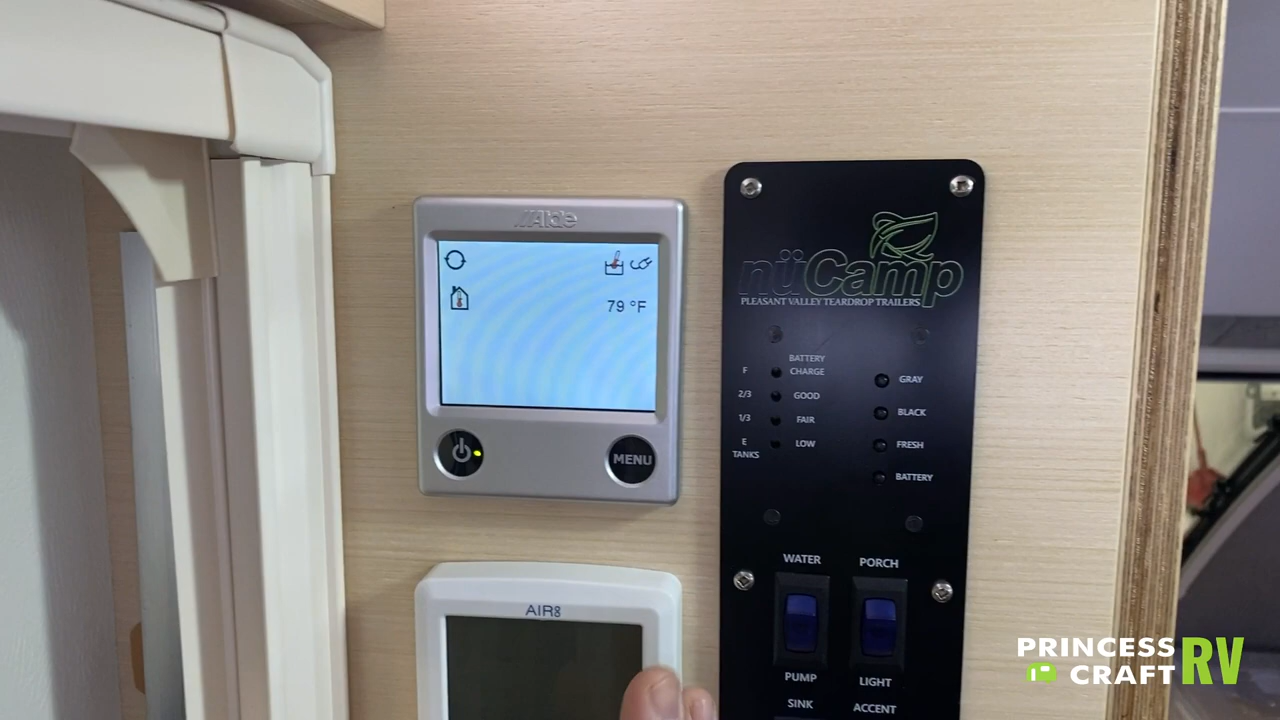 Alde
79 °F
MENU
AIR8
nüCamp
PLEASANT VALLEY TEARDROP TRAILERS
BATTERY
F CHARGE GRAY
2/3 GOOD BLACK
1/3 FAIR FRESH
E LOW BATTERY
TANKS
WATER PORCH
PUMP LIGHT
SINK ACCENT
PRINCESS
CRAFT RV